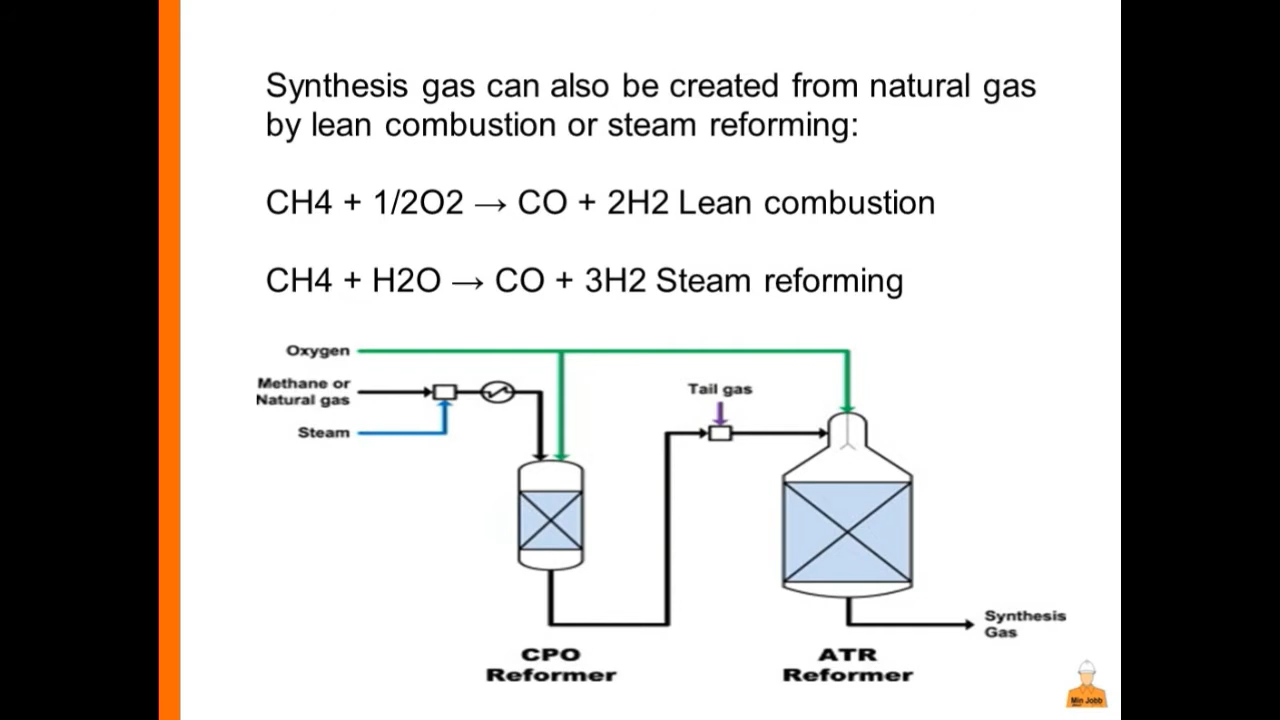 Synthesis gas can also be created from natural gas
by lean combustion or steam reforming:
CH4 + 1/2O2 → CO + 2H2 Lean combustion
CH4 + H2O → CO + 3H2 Steam reforming
Oxygen
Methane or
Natural gas
Steam
Tail gas
Synthesis
Gas
CPO
Reformer
ATR
Reformer
Min Jobb